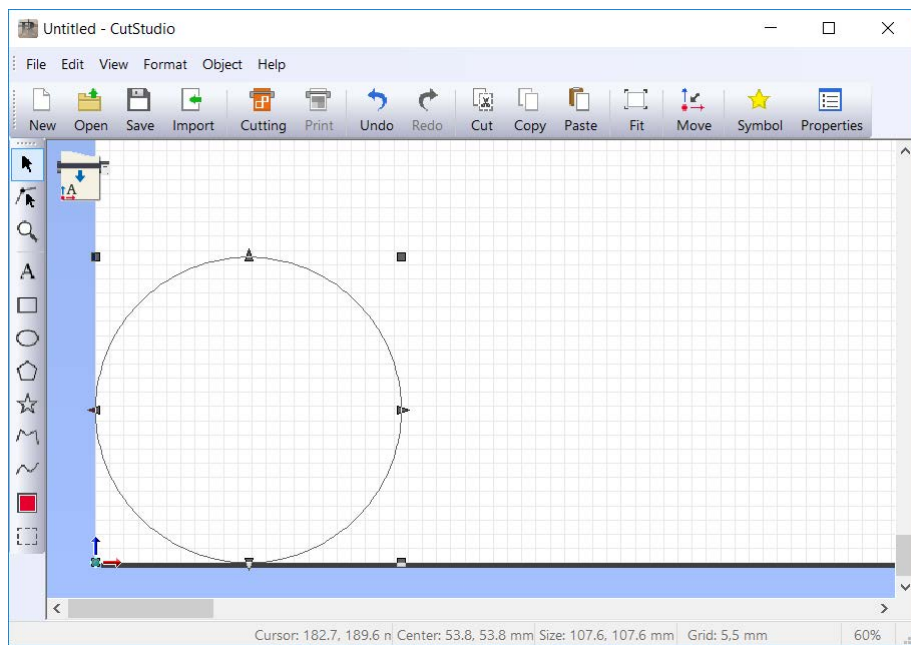 Untitled - CutStudio
File Edit View Format Object Help
New Open Save Import Cutting Print Undo Redo Cut Copy Paste Fit Move Symbol Properties
A
A
Cursor: 182.7, 189.6 n Center: 53.8, 53.8 mm Size: 107.6, 107.6 mm Grid: 5,5 mm 60%